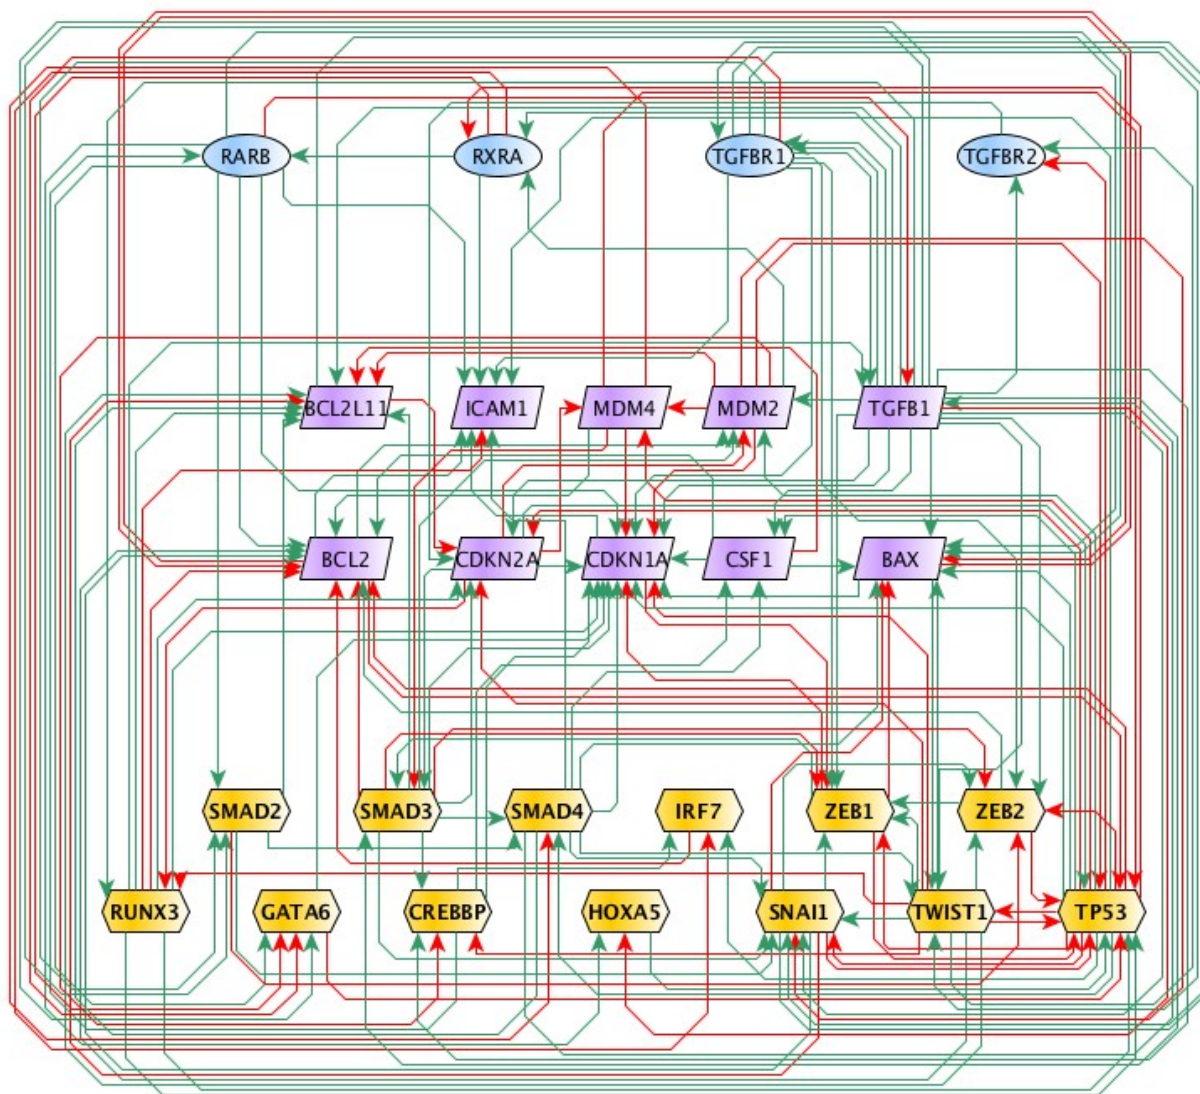 RARB RXRA TGFBR1 TGFBR2
BCL2L11 ICAM1 MDM4 MDM2 TGFB1
BCL2 CDKN2A CDKN1A CSF1 BAX
SMAD2 SMAD3 SMAD4 IRF7 ZEB1 ZEB2
RUNX3 GATA6 CREBBP HOXA5 SNAI1 TWIST1 TP53